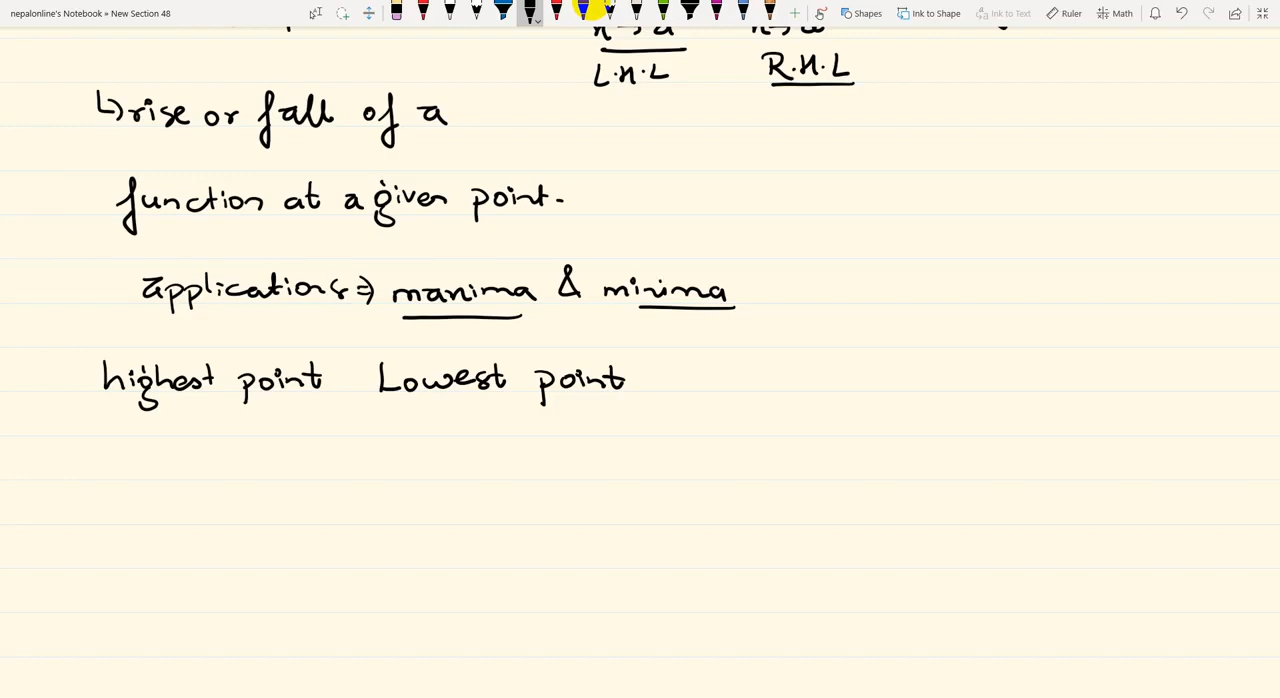 nepalonline's Notebook » New Section 48
Shapes Ink to Shape Ink to Text Ruler Math
L.H.L R.H.L
↳ rise or fall of a
function at a given point.
applications ⇒ maxima & minima
highest point Lowest point